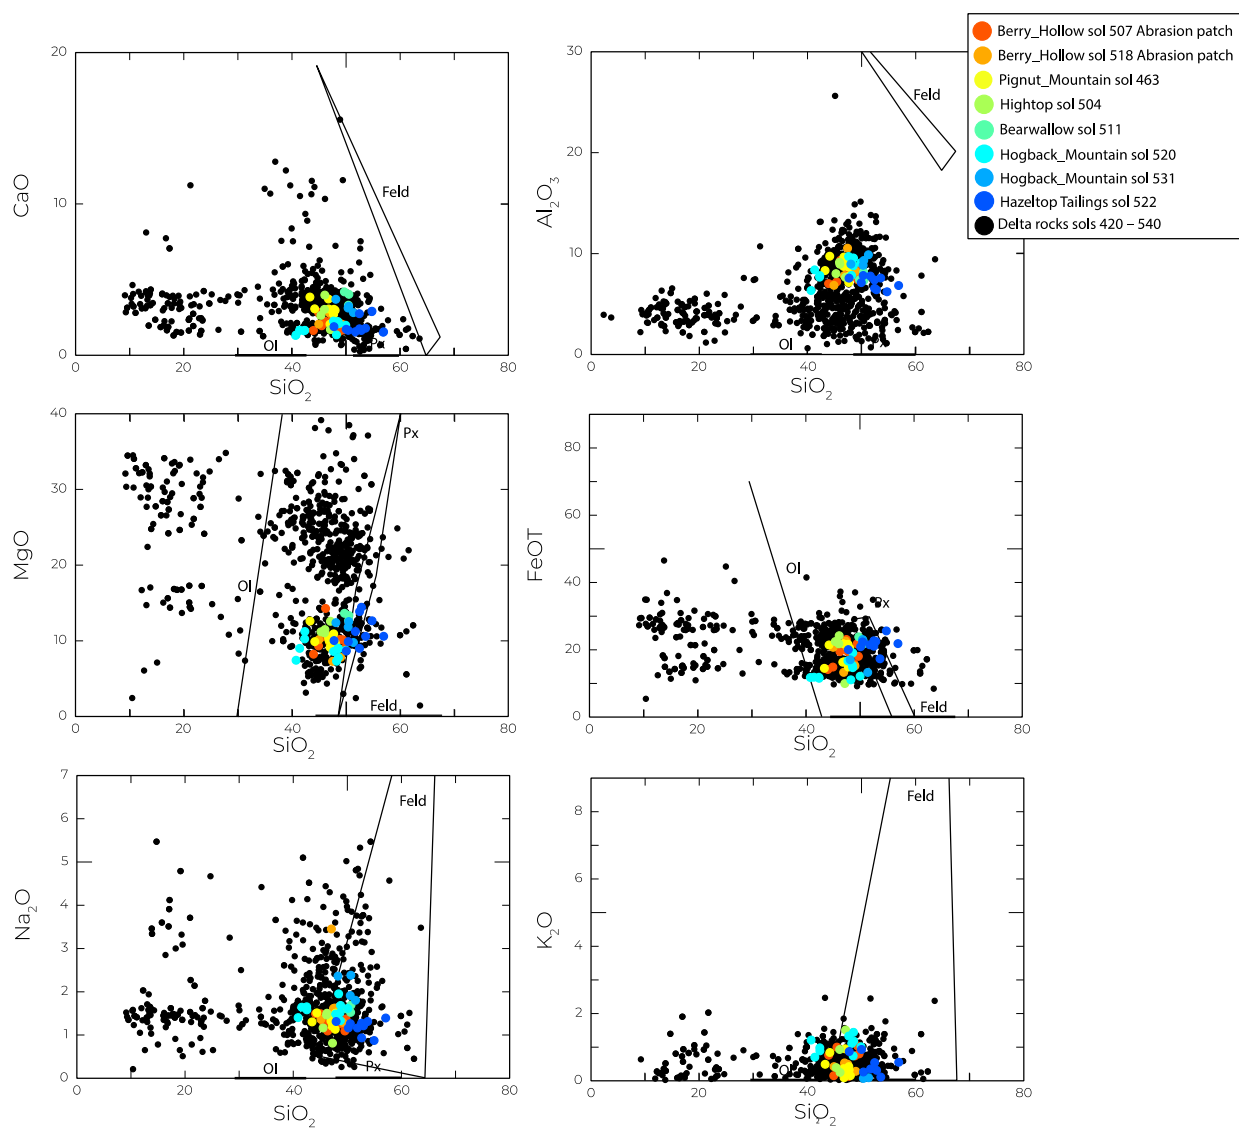 Berry_Hollow sol 507 Abrasion patch
Berry_Hollow sol 518 Abrasion patch
Pignut_Mountain sol 463
Hightop sol 504
Bearwallow sol 511
Hogback_Mountain sol 520
Hogback_Mountain sol 531
Hazeltop Tailings sol 522
Delta rocks sols 420 – 540
20
10
0
CaO
Feld
Ol
Px
0 20 40 60 80
SiO2
30
20
10
0
Al2O3
Feld
Ol
0 20 40 60 80
SiO2
40
30
20
10
0
MgO
Px
Ol
Feld
0 20 40 60 80
SiO2
80
60
40
20
0
FeOT
Ol
Px
Feld
0 20 40 60 80
SiO2
7
6
5
4
3
2
1
0
Na2O
Feld
Ol
Px
0 20 40 60 80
SiO2
8
6
4
2
0
K2O
Feld
0 20 40 60 80
SiO2